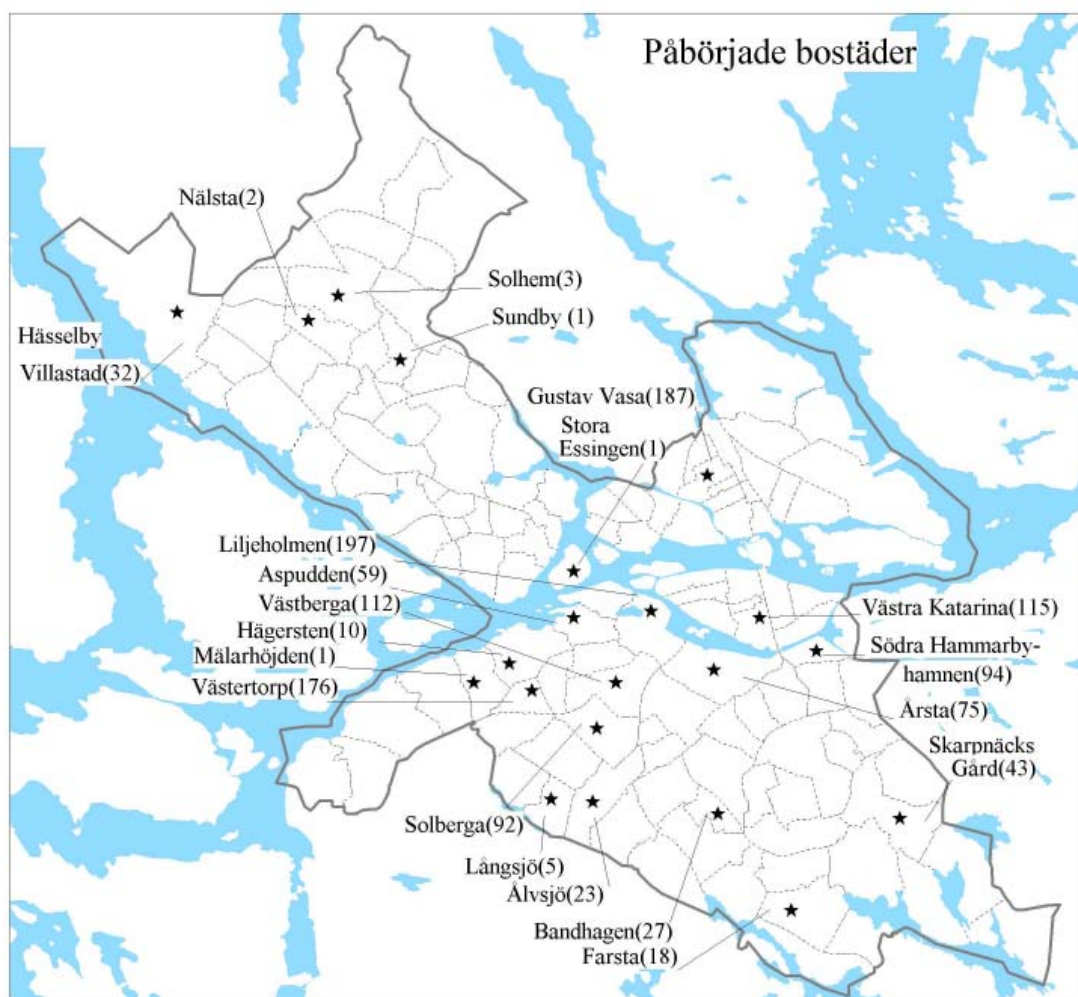 Påbörjade bostäder
Nälsta(2)
Solhem(3)
Sundby (1)
Hässelby
Villastad(32)
Gustav Vasa(187)
Stora
Essingen(1)
Liljeholmen(197)
Aspudden(59)
Västberga(112)
Hägersten(10)
Mälarhöjden(1)
Västertorp(176)
Västra Katarina(115)
Södra Hammarby-
hamnen(94)
Årsta(75)
Skarpnäcks
Gård(43)
Solberga(92)
Långsjö(5)
Älvsjö(23)
Bandhagen(27)
Farsta(18)